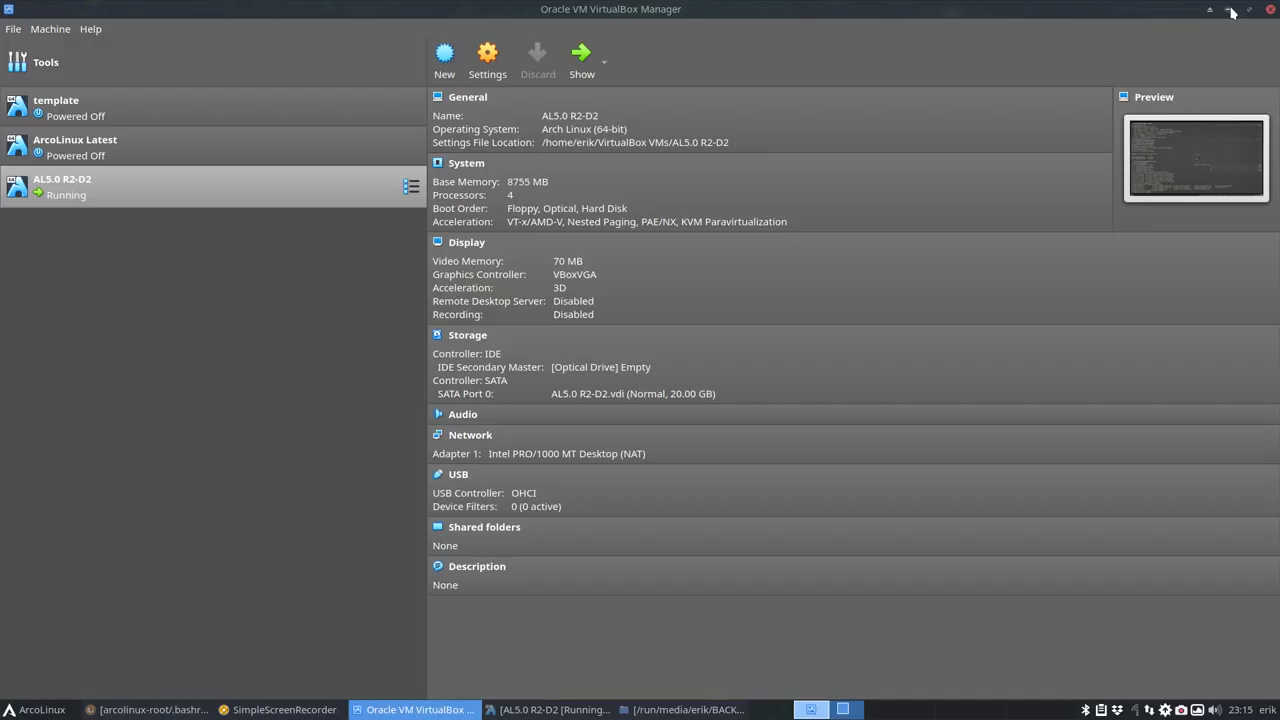 Oracle VM VirtualBox Manager
File Machine Help
Tools
New Settings Discard Show
template
Powered Off
ArcoLinux Latest
Powered Off
AL5.0 R2-D2
Running
General
Name: AL5.0 R2-D2
Operating System: Arch Linux (64-bit)
Settings File Location: /home/erik/VirtualBox VMs/AL5.0 R2-D2
Preview
System
Base Memory: 8755 MB
Processors: 4
Boot Order: Floppy, Optical, Hard Disk
Acceleration: VT-x/AMD-V, Nested Paging, PAE/NX, KVM Paravirtualization
Display
Video Memory: 70 MB
Graphics Controller: VBoxVGA
Acceleration: 3D
Remote Desktop Server: Disabled
Recording: Disabled
Storage
Controller: IDE
IDE Secondary Master: [Optical Drive] Empty
Controller: SATA
SATA Port 0: AL5.0 R2-D2.vdi (Normal, 20.00 GB)
Audio
Network
Adapter 1: Intel PRO/1000 MT Desktop (NAT)
USB
USB Controller: OHCI
Device Filters: 0 (0 active)
Shared folders
None
Description
None
ArcoLinux [arcolinux-root/.bashr... SimpleScreenRecorder Oracle VM VirtualBox ... [AL5.0 R2-D2 [Running... [/run/media/erik/BACK... 23:15 erik